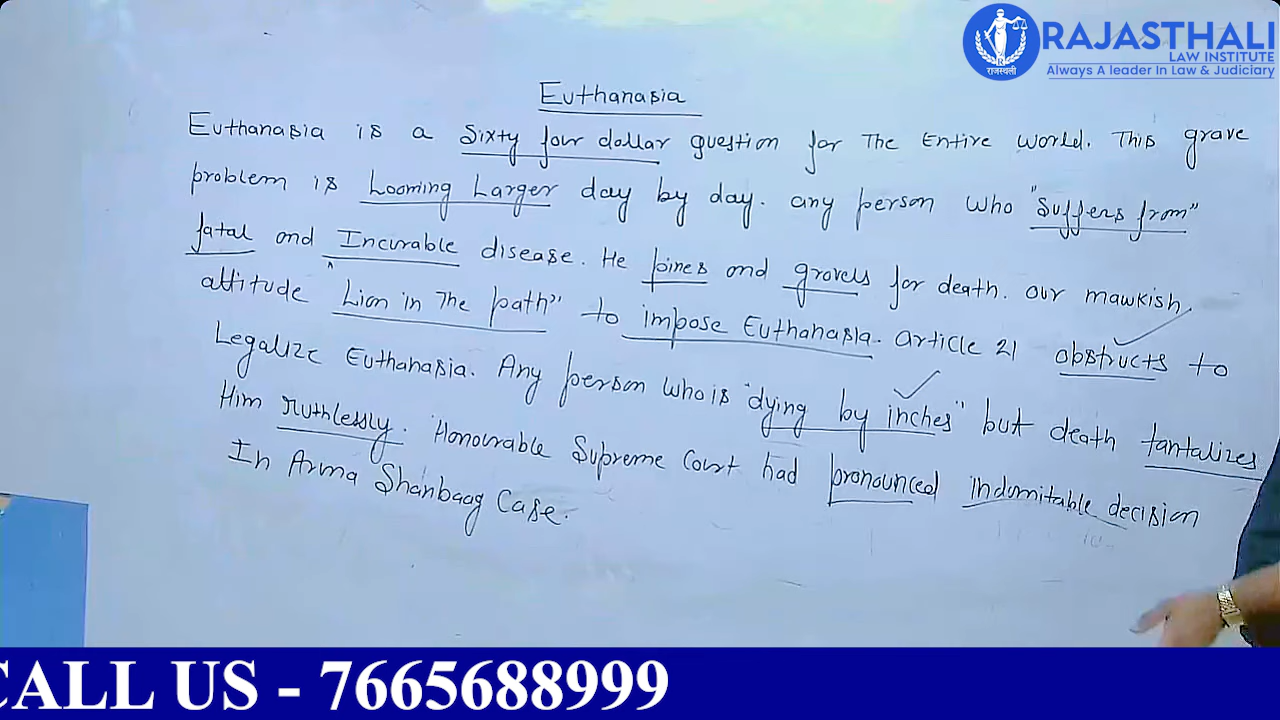 RAJASTHALI
LAW INSTITUTE
Always A leader In Law & Judiciary
राजस्थली
Euthanasia
Euthanasia is a Sixty four dollar question for The Entire world. This grave
problem is Looming Larger day by day. any person who "Suffers from"
fatal and Incurable disease. He pines and grovels for death. our mawkish
attitude "Lion in The path" to impose Euthanasia. Article 21 obstructs to
Legalize Euthanasia. Any person who is "dying by inches" but death tantalizes
Him ruthlessly. Honourable Supreme Court had pronounced indomitable decision
In Aruna Shanbaag Case.
CALL US - 7665688999